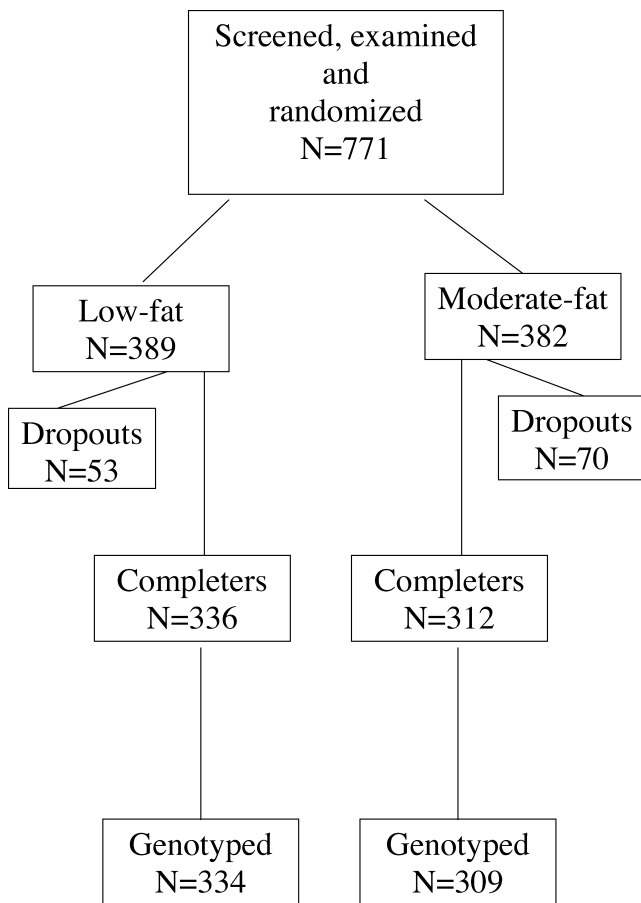 Screened, examined
and
randomized
N=771
Low-fat
N=389
Moderate-fat
N=382
Dropouts
N=53
Dropouts
N=70
Completers
N=336
Completers
N=312
Genotyped
N=334
Genotyped
N=309